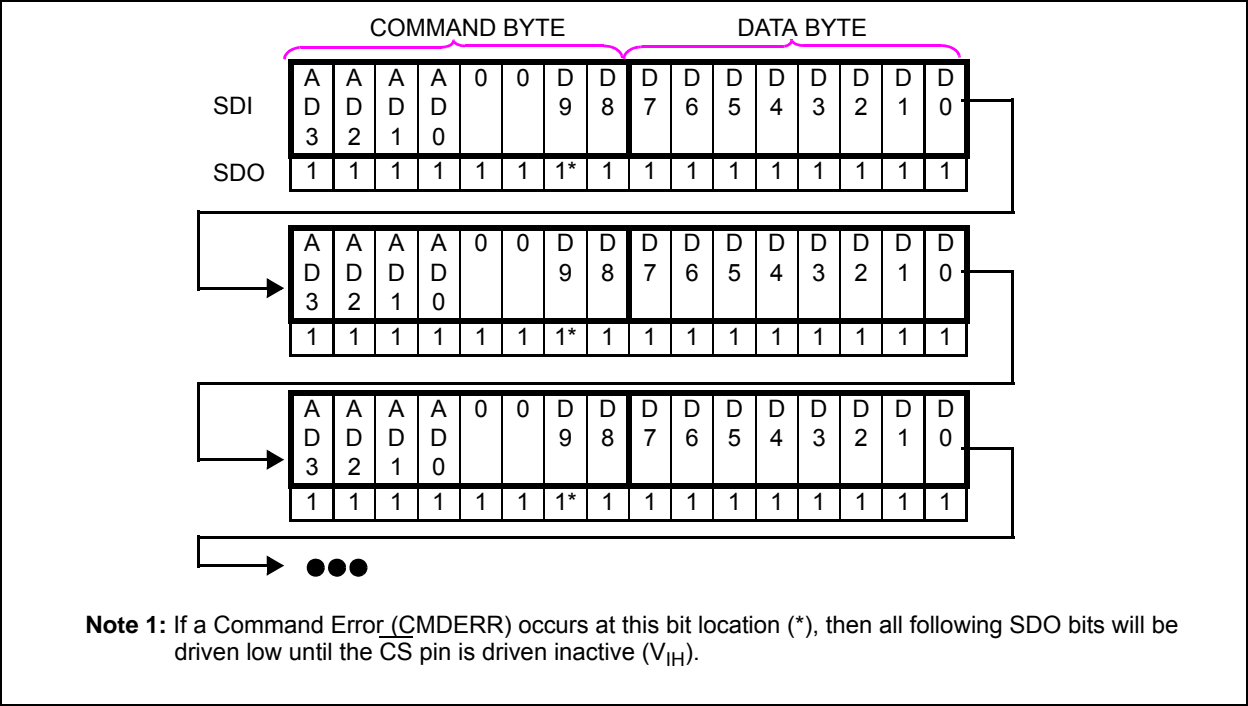 COMMAND BYTE DATA BYTE
A A A A 0 0 D D D D D D D D D D
SDI D D D D 9 8 7 6 5 4 3 2 1 0
3 2 1 0
SDO 1 1 1 1 1 1 1* 1 1 1 1 1 1 1 1 1
A A A A 0 0 D D D D D D D D D D
D D D D 9 8 7 6 5 4 3 2 1 0
3 2 1 0
1 1 1 1 1 1 1* 1 1 1 1 1 1 1 1 1
A A A A 0 0 D D D D D D D D D D
D D D D 9 8 7 6 5 4 3 2 1 0
3 2 1 0
1 1 1 1 1 1 1* 1 1 1 1 1 1 1 1 1
Note 1: If a Command Error (CMDERR) occurs at this bit location (*), then all following SDO bits will be
driven low until the CS pin is driven inactive (VIH).